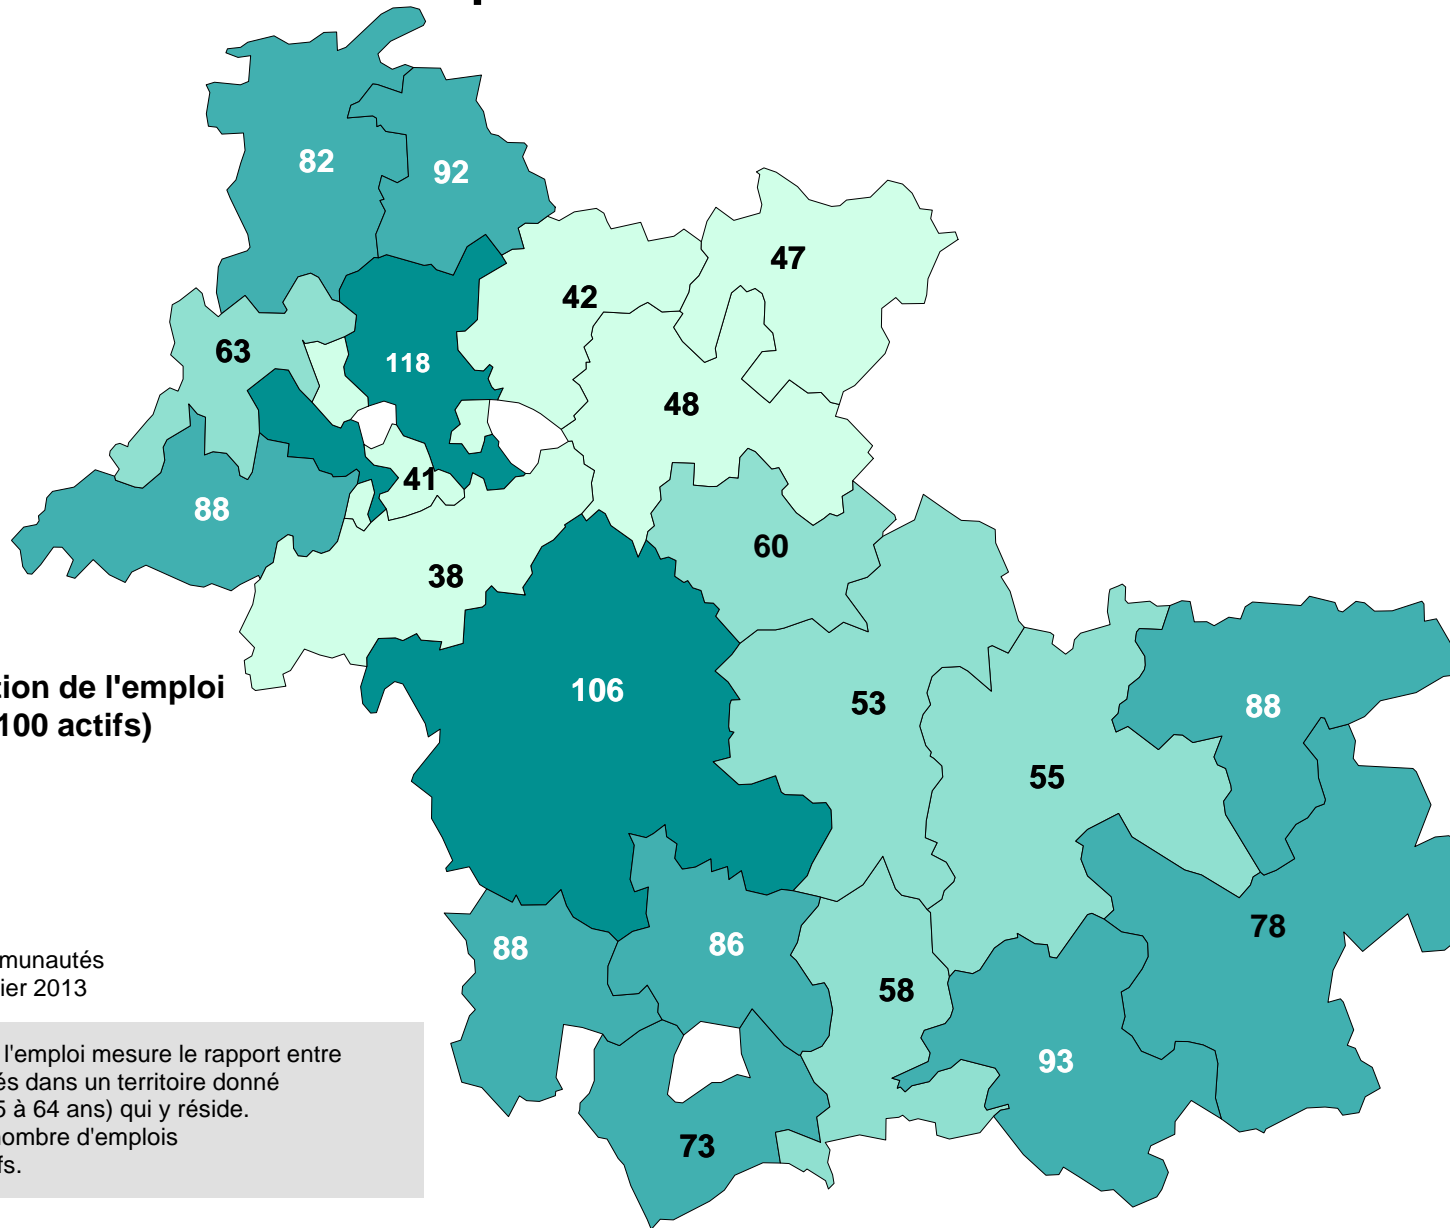 82
92
47
42
63
118
48
41
88
60
38
106
53
88
55
78
88
86
58
93
73
tion de l'emploi
100 actifs)
munautés
ier 2013
l'emploi mesure le rapport entre
és dans un territoire donné
5 à 64 ans) qui y réside.
nombre d'emplois
fs.